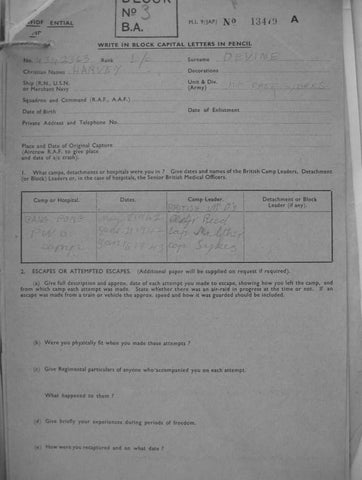 BLOCK
Nº 3
B.A.
M.I. 9/JAP/ Nº 13449 A
WRITE IN BLOCK CAPITAL LETTERS IN PENCIL
No. Rank Surname DEVINE
Christian Names HARVEY Decorations
Ship (R.N., U.S.N. or Merchant Navy Unit & Div. (Army)
Squadron and Command (R.A.F., A.A.F.)
Date of Birth Date of Enlistment
Private Address and Telephone No.
Place and Date of Original Capture
(Aircrew R.A.F. to give place
and date of a/c crash).
1. What camps, detachments or hospitals were you in ? Give dates and names of the British Camp Leaders, Detachment
(or Block) Leaders or, in the case of hospitals, the Senior British Medical Officers.
Camp or Hospital. Dates. Camp Leader. Detachment or Block Leader (if any).
Reed
P.W.D.
camp Sykes
2. ESCAPES OR ATTEMPTED ESCAPES. (Additional paper will be supplied on request if required).
(a) Give full description and approx. date of each attempt you made to escape, showing how you left the camp, and
from which camp each attempt was made. State whether there was an air-raid in progress at the time or not. If an
escape was made from a train or vehicle the approx. speed and how it was guarded should be included.
(b) Were you physically fit when you made these attempts ?
(c) Give Regimental particulars of anyone who accompanied you on each attempt.
What happened to them ?
(d) Give briefly your experiences during periods of freedom.
(e) How were you recaptured and on what date ?